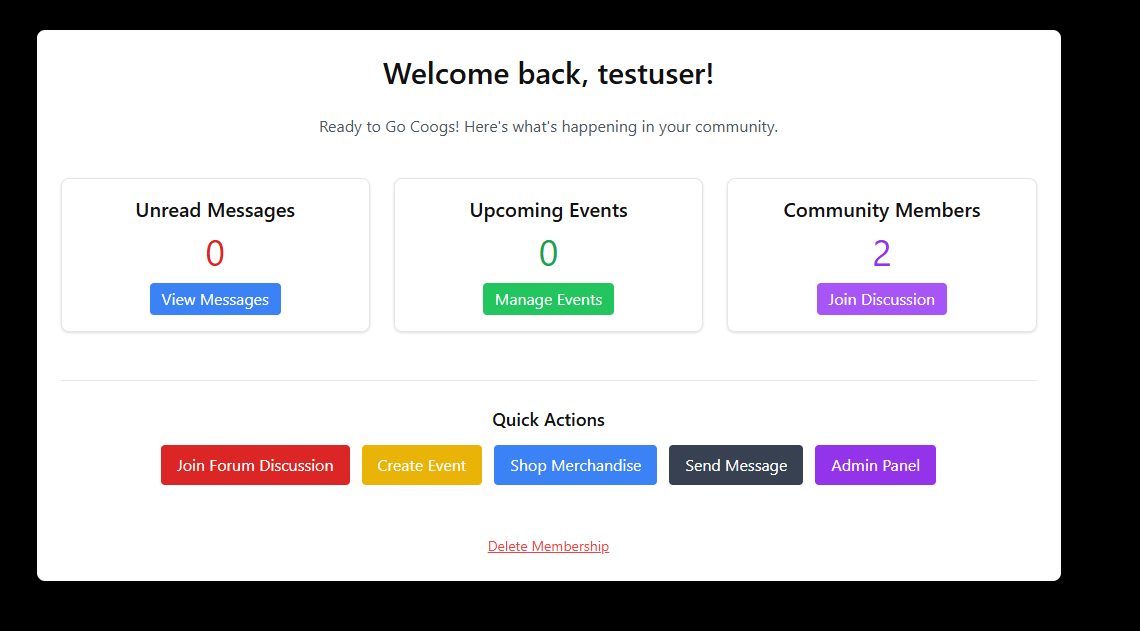 Welcome back, testuser!
Ready to Go Coogs! Here's what's happening in your community.
Unread Messages
0
View Messages
Upcoming Events
0
Manage Events
Community Members
2
Join Discussion
Quick Actions
Join Forum Discussion
Create Event
Shop Merchandise
Send Message
Admin Panel
Delete Membership